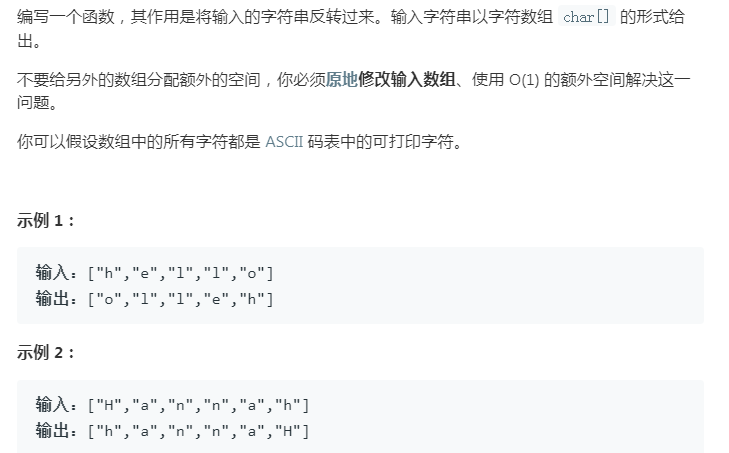 编写一个函数，其作用是将输入的字符串反转过来。输入字符串以字符数组 char[] 的形式给
出。
不要给另外的数组分配额外的空间，你必须原地修改输入数组、使用 O(1) 的额外空间解决这一
问题。
你可以假设数组中的所有字符都是 ASCII 码表中的可打印字符。
示例 1：
输入：["h","e","l","l","o"]
输出：["o","l","l","e","h"]
示例 2：
输入：["H","a","n","n","a","h"]
输出：["h","a","n","n","a","H"]